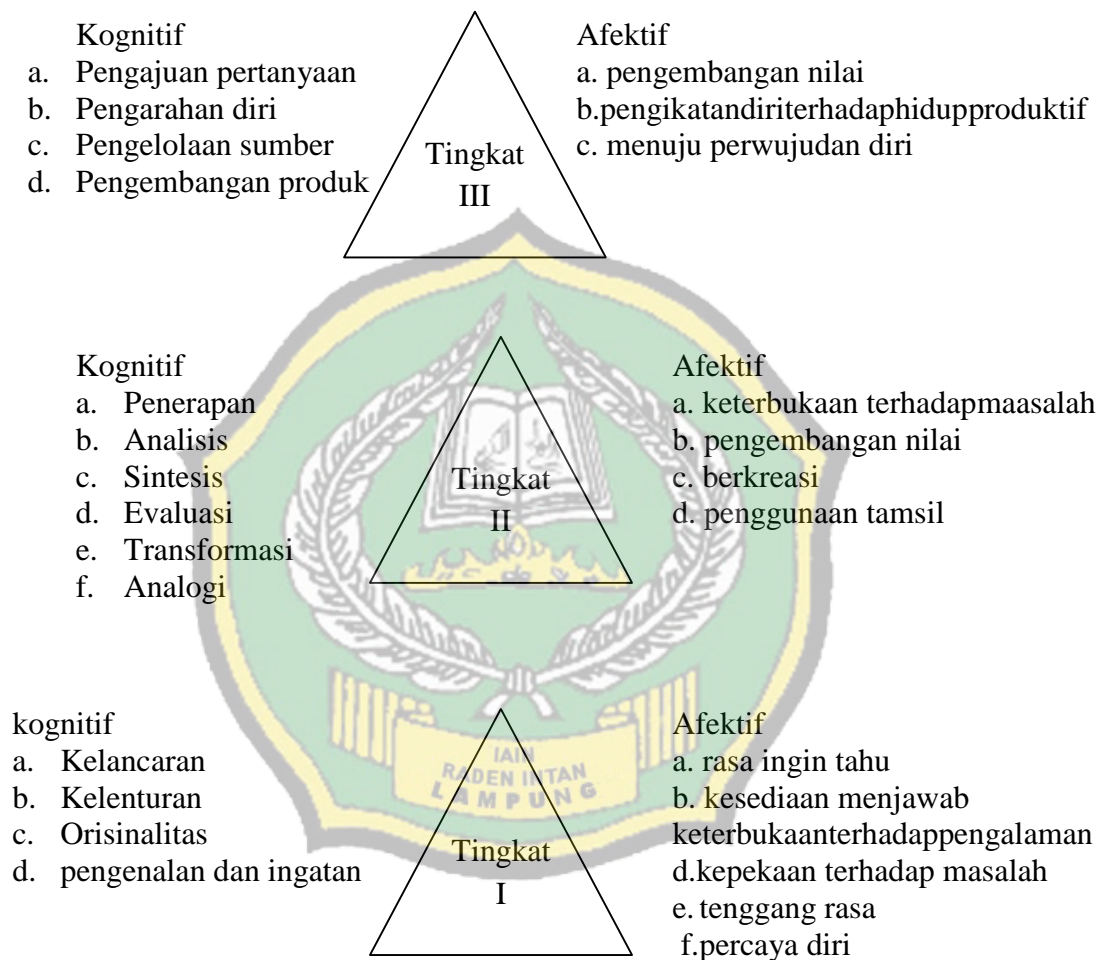 Kognitif
a. Pengajuan pertanyaan
b. Pengarahan diri
c. Pengelolaan sumber
d. Pengembangan produk
Tingkat
III
Afektif
a. pengembangan nilai
b.pengikatandiriterhadaphidupproduktif
c. menuju perwujudan diri
Kognitif
a. Penerapan
b. Analisis
c. Sintesis
d. Evaluasi
e. Transformasi
f. Analogi
Tingkat
II
Afektif
a. keterbukaan terhadapmaasalah
b. pengembangan nilai
c. berkreasi
d. penggunaan tamsil
kognitif
a. Kelancaran
b. Kelenturan
c. Orisinalitas
d. pengenalan dan ingatan
IAIN
RADEN INTAN
LAMPUNG
Tingkat
I
Afektif
a. rasa ingin tahu
b. kesediaan menjawab
keterbukaanterhadappengalaman
d.kepekaan terhadap masalah
e. tenggang rasa
f.percaya diri